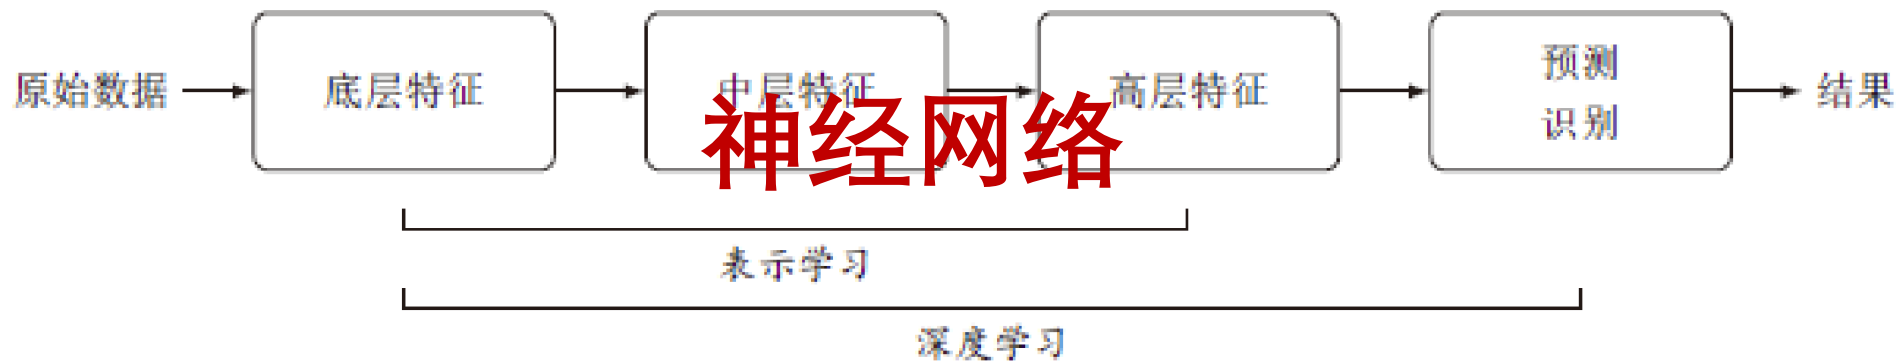 原始数据
底层特征
中层特征
高层特征
预测
识别
结果
神经网络
表示学习
深度学习